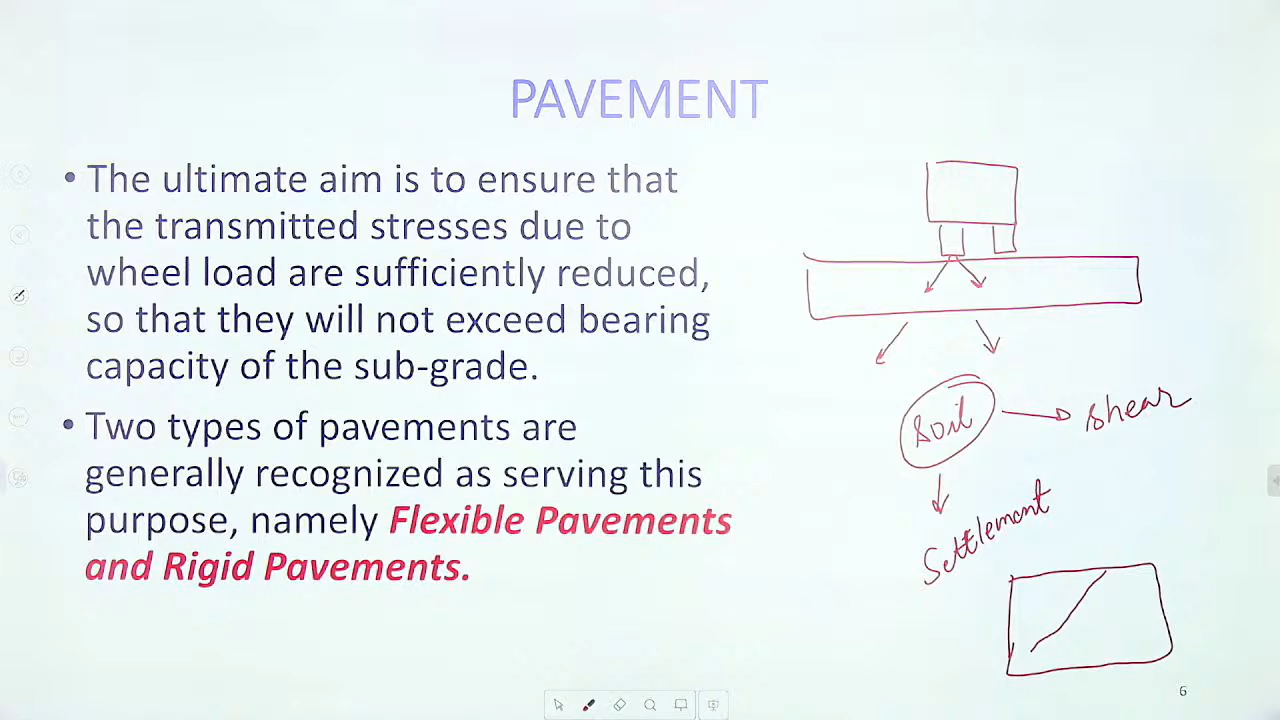 PAVEMENT
• The ultimate aim is to ensure that
the transmitted stresses due to
wheel load are sufficiently reduced,
so that they will not exceed bearing
capacity of the sub-grade.
• Two types of pavements are
generally recognized as serving this
purpose, namely Flexible Pavements
and Rigid Pavements.
Soil
shear
Settlement
6